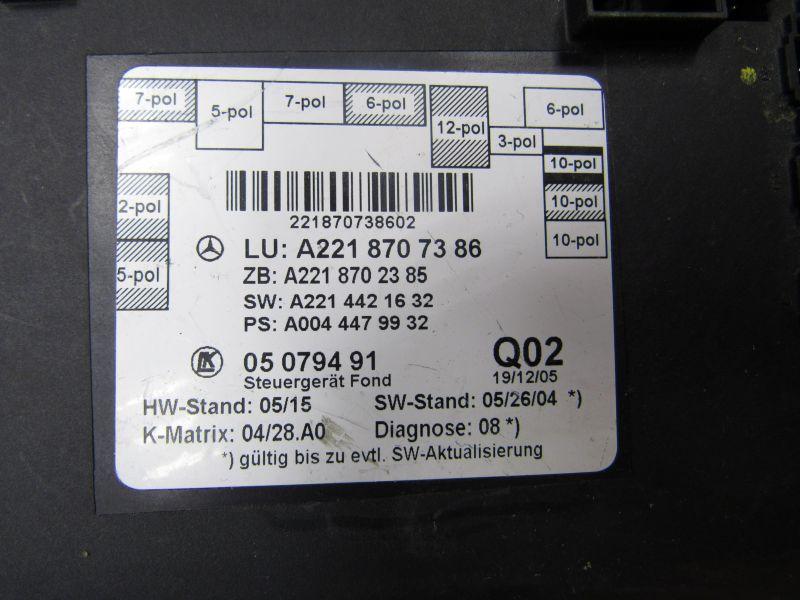 7-pol
5-pol
7-pol
6-pol
12-pol
6-pol
3-pol
10-pol
10-pol
10-pol
2-pol
5-pol
221870738602
LU: A221 870 73 86
ZB: A221 870 23 85
SW: A221 442 16 32
PS: A004 447 99 32
05 0794 91
Q02
Steuergerät Fond
19/12/05
HW-Stand: 05/15 SW-Stand: 05/26/04 *)
K-Matrix: 04/28.A0 Diagnose: 08 *)
*) gültig bis zu evtl. SW-Aktualisierung